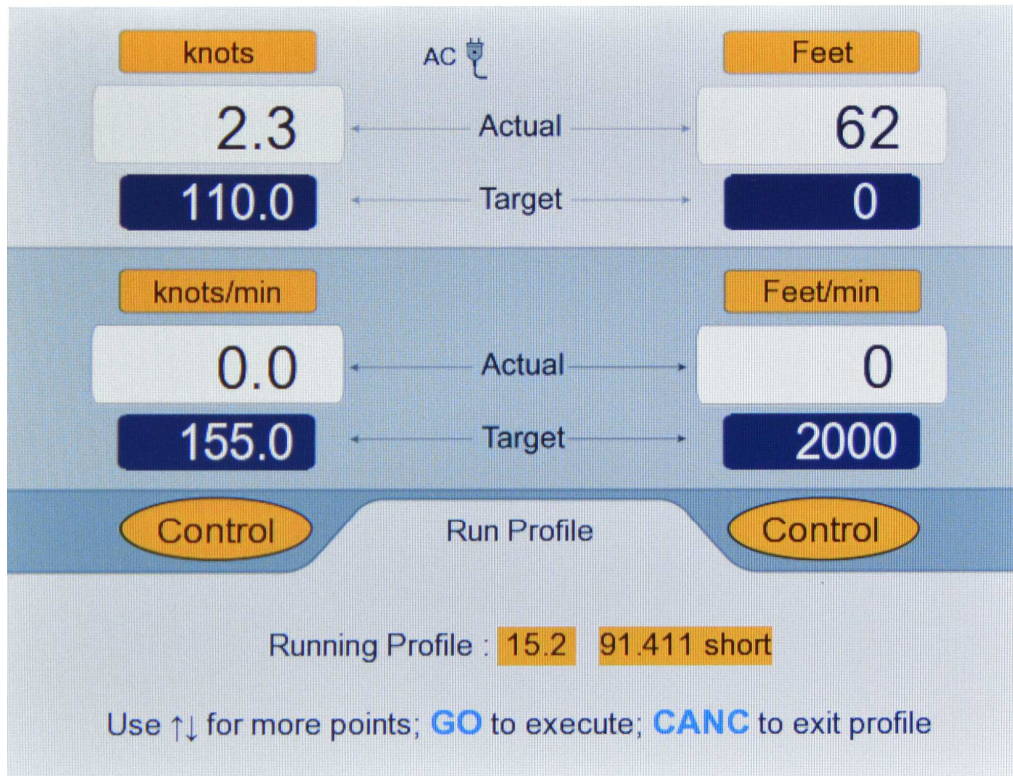 knots AC Feet
2.3 Actual 62
110.0 Target 0
knots/min Feet/min
0.0 Actual 0
155.0 Target 2000
Control Run Profile Control
Running Profile : 15.2 91.411 short
Use ↑↓ for more points; GO to execute; CANC to exit profile